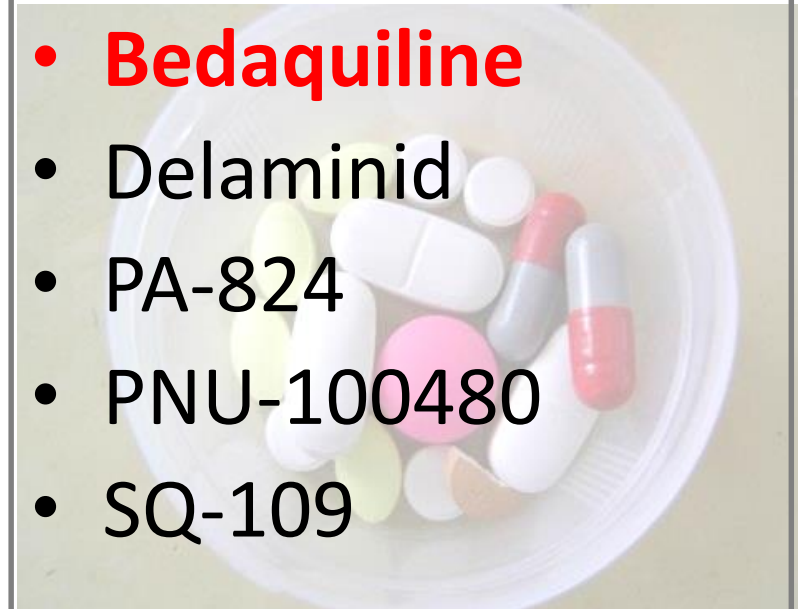 • Bedaquiline
• Delaminid
• PA-824
• PNU-100480
• SQ-109